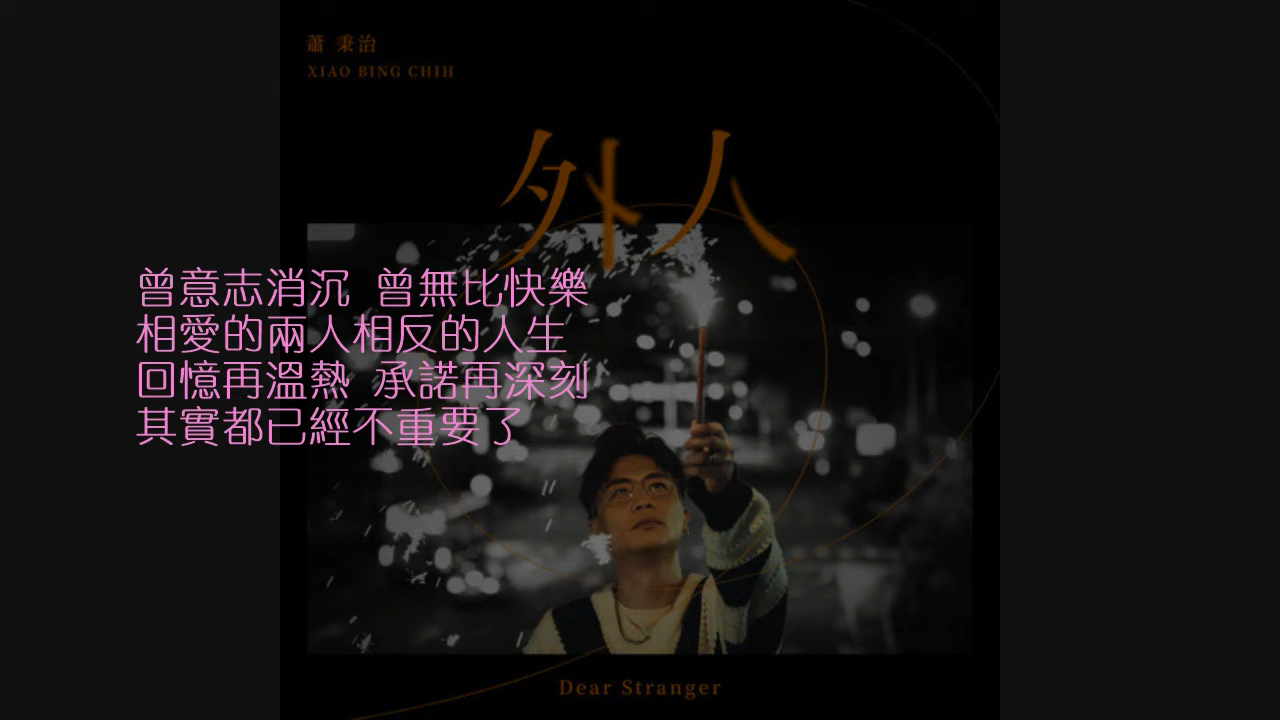 蕭 秉治
XIAO BING CHIH
外人
曾意志消沉 曾無比快樂
相愛的兩人相反的人生
回憶再溫熱 承諾再深刻
其實都已經不重要了
Dear Stranger